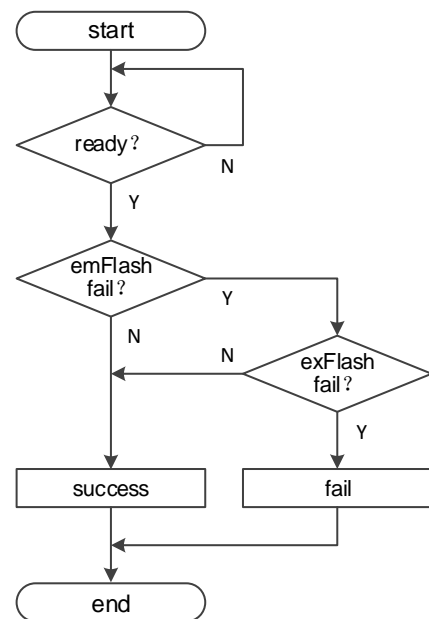 start
ready？
N
Y
emFlash
fail？
Y
N
N
exFlash
fail？
Y
success
fail
end